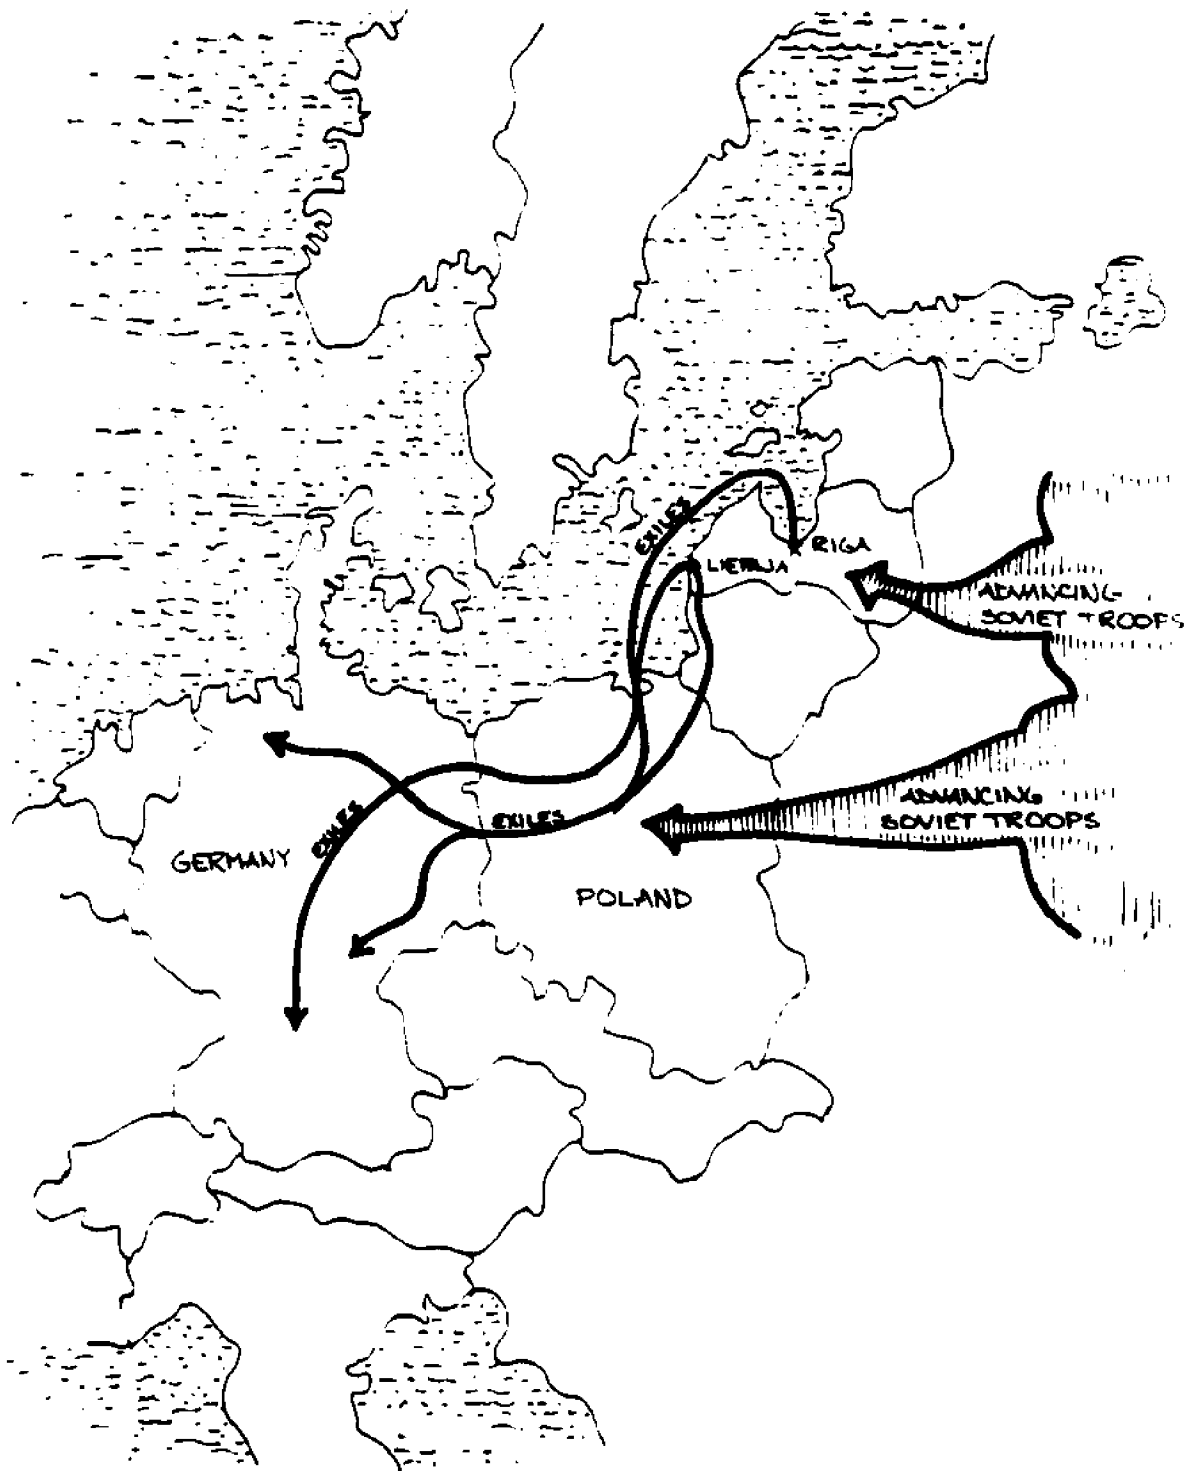 EXILES
RIGA
LIEPAJA
ADVANCING
SOVIET TROOPS
ADVANCING
SOVIET TROOPS
EXILES
EXILES
GERMANY
POLAND